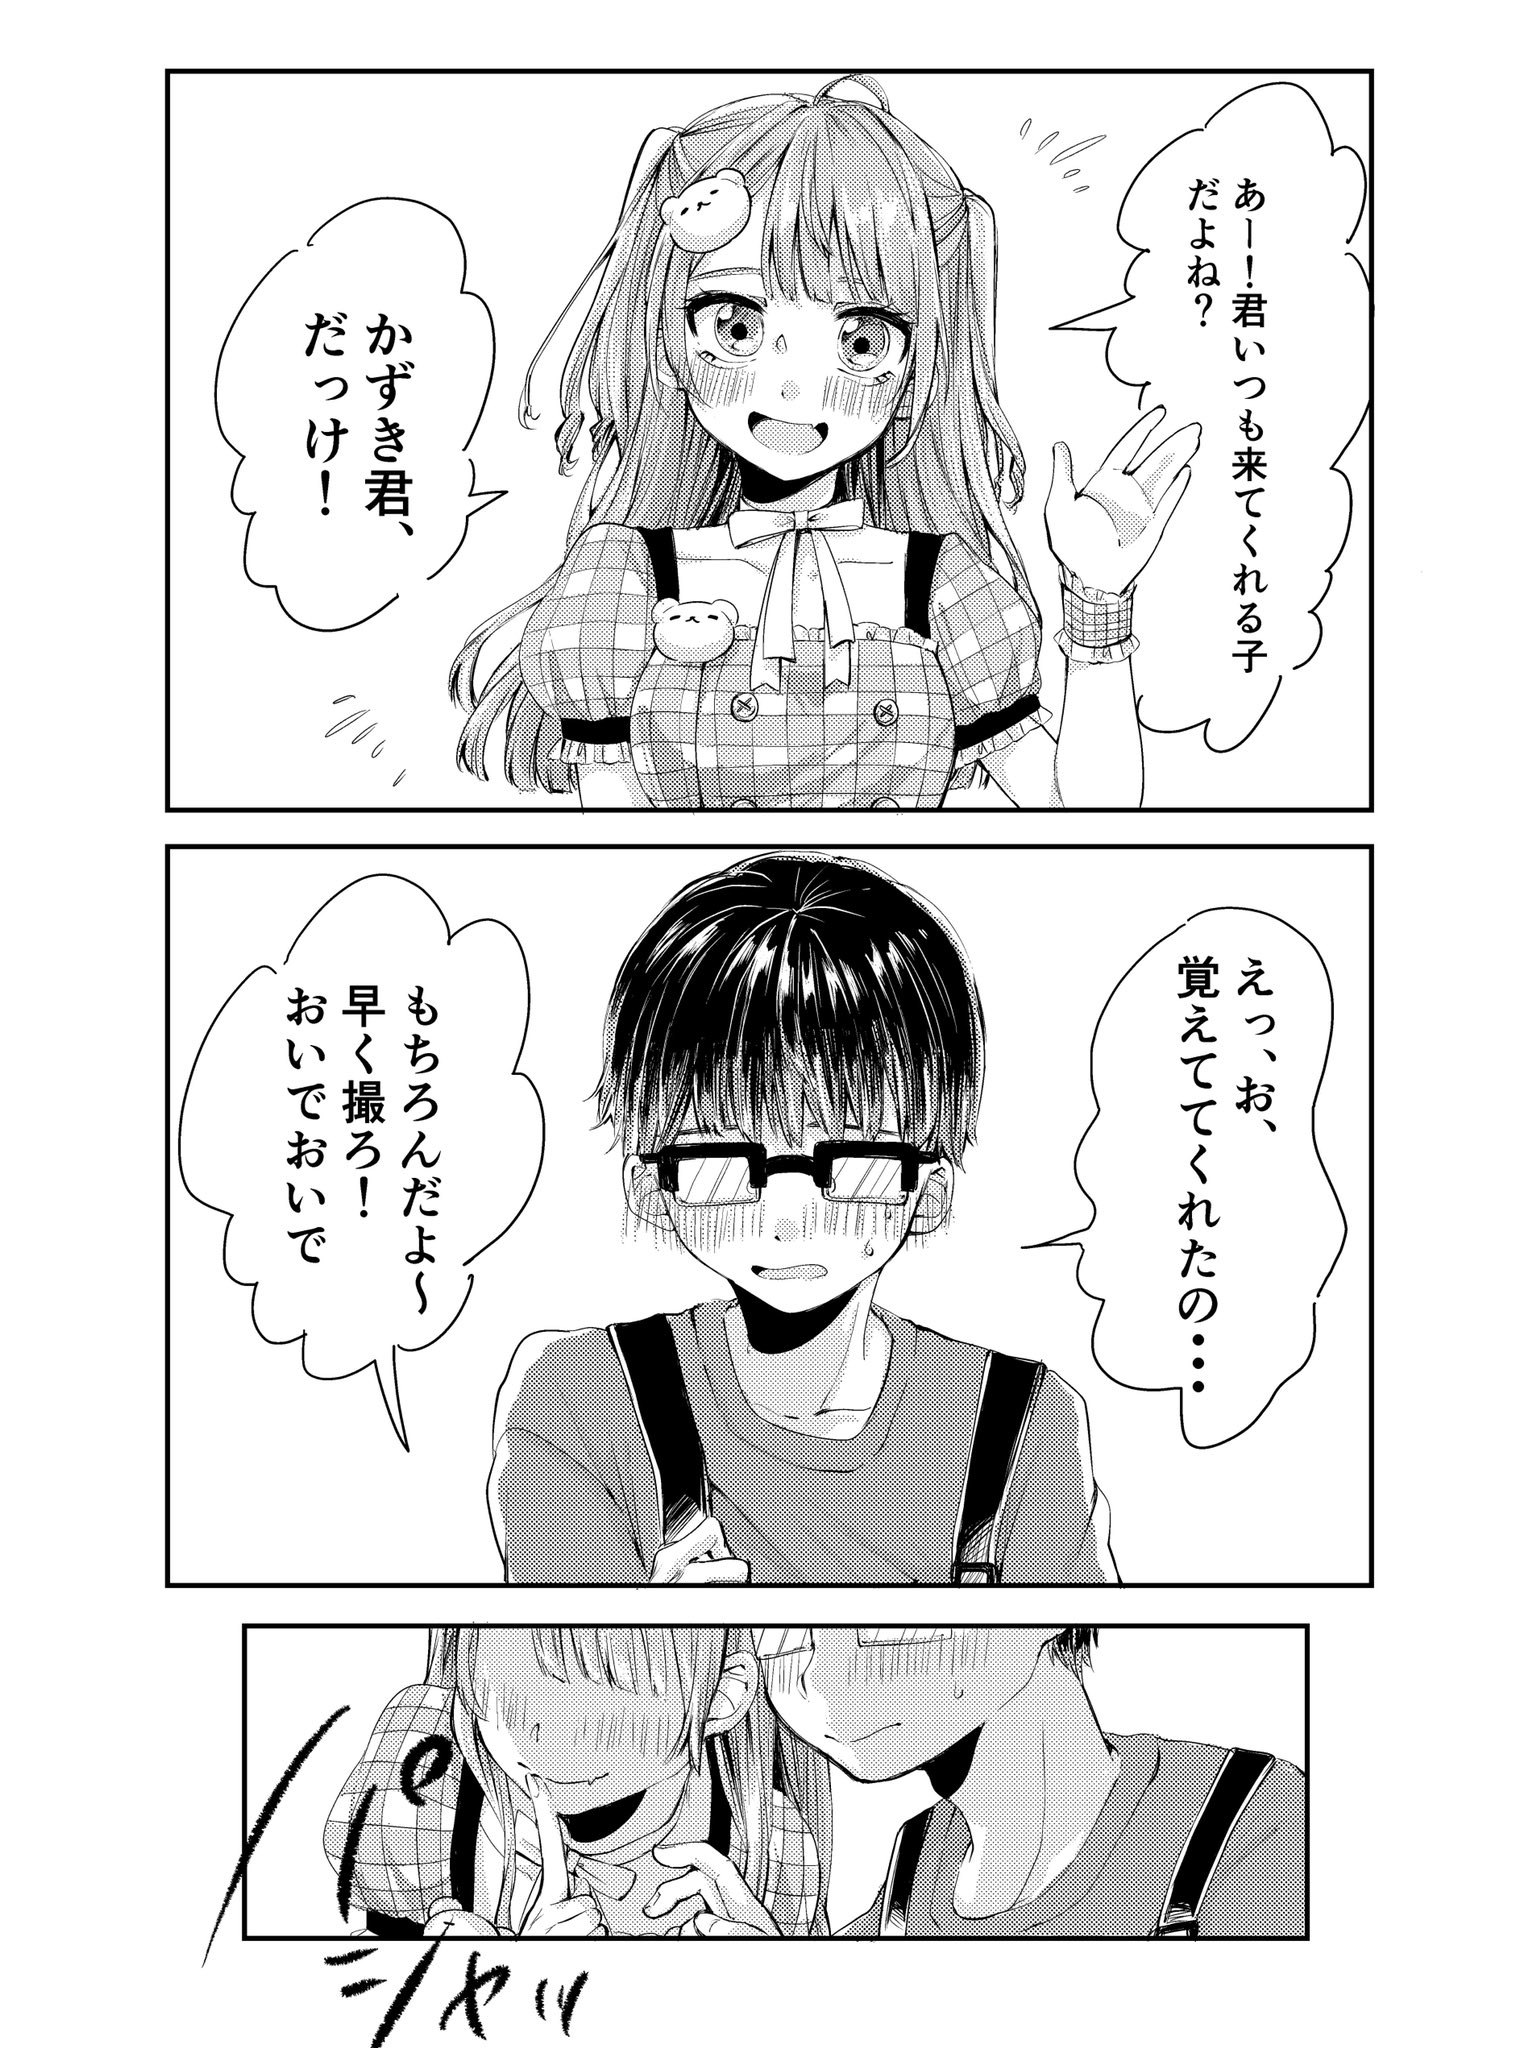 あー！君いつも来てくれる子
だよね？
かずき君、
だっけ！
えっ、お、
覚えててくれたの・・・
もちろんだよ〜
早く撮ろ！
おいでおいで
パシャッ